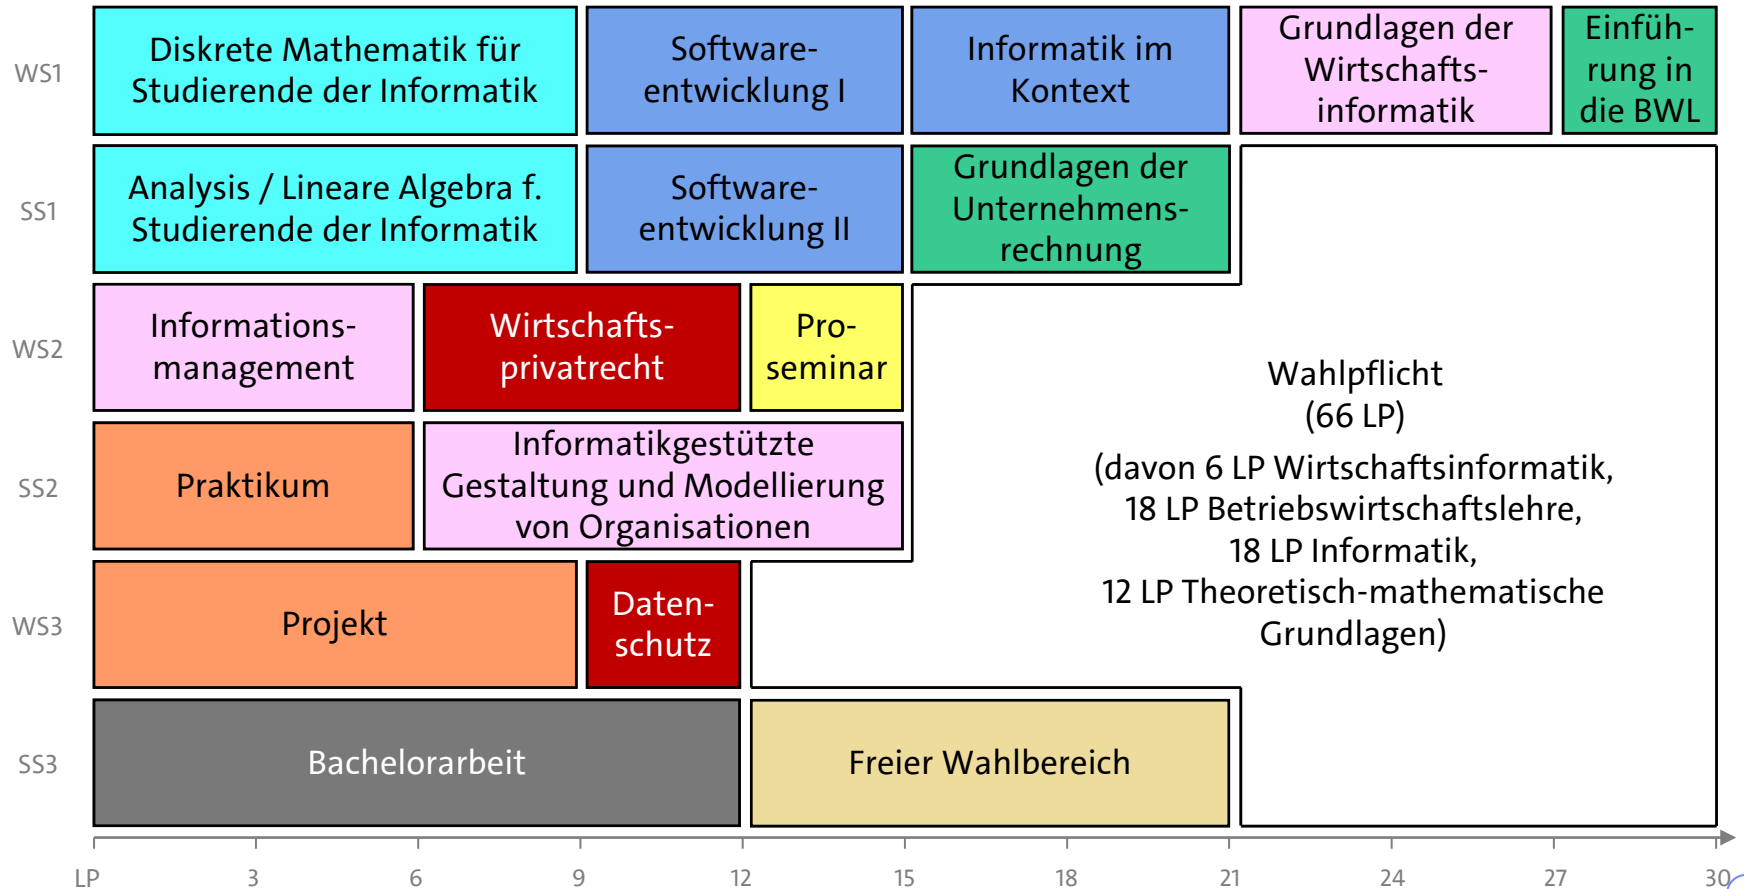 WS1
Diskrete Mathematik für
Studierende der Informatik
Software-
entwicklung I
Informatik im
Kontext
Grundlagen der
Wirtschafts-
informatik
Einfüh-
rung in
die BWL
SS1
Analysis / Lineare Algebra f.
Studierende der Informatik
Software-
entwicklung II
Grundlagen der
Unternehmens-
rechnung
WS2
Informations-
management
Wirtschafts-
privatrecht
Pro-
seminar
SS2
Praktikum
Informatikgestützte
Gestaltung und Modellierung
von Organisationen
WS3
Projekt
Daten-
schutz
Wahlpflicht
(66 LP)
(davon 6 LP Wirtschaftsinformatik,
18 LP Betriebswirtschaftslehre,
18 LP Informatik,
12 LP Theoretisch-mathematische
Grundlagen)
SS3
Bachelorarbeit
Freier Wahlbereich
LP 3 6 9 12 15 18 21 24 27 30